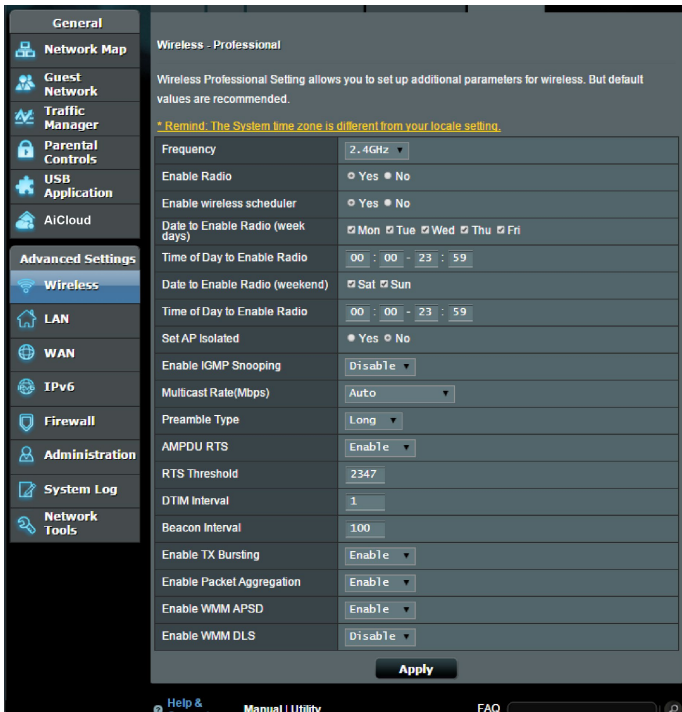 General
Network Map
Guest
Network
Traffic
Manager
Parental
Controls
USB
Application
AiCloud
Advanced Settings
Wireless
LAN
WAN
IPv6
Firewall
Administration
System Log
Network
Tools
Wireless - Professional
Wireless Professional Setting allows you to set up additional parameters for wireless. But default
values are recommended.
* Remind: The System time zone is different from your locale setting.
Frequency 2.4GHz
Enable Radio Yes No
Enable wireless scheduler Yes No
Date to Enable Radio (week
days) Mon Tue Wed Thu Fri
Time of Day to Enable Radio 00 : 00 - 23 : 59
Date to Enable Radio (weekend) Sat Sun
Time of Day to Enable Radio 00 : 00 - 23 : 59
Set AP Isolated Yes No
Enable IGMP Snooping Disable
Multicast Rate(Mbps) Auto
Preamble Type Long
AMPDU RTS Enable
RTS Threshold 2347
DTIM Interval 1
Beacon Interval 100
Enable TX Bursting Enable
Enable Packet Aggregation Enable
Enable WMM APSD Enable
Enable WMM DLS Disable
Apply
Help &
Manual | Utility
FAQ